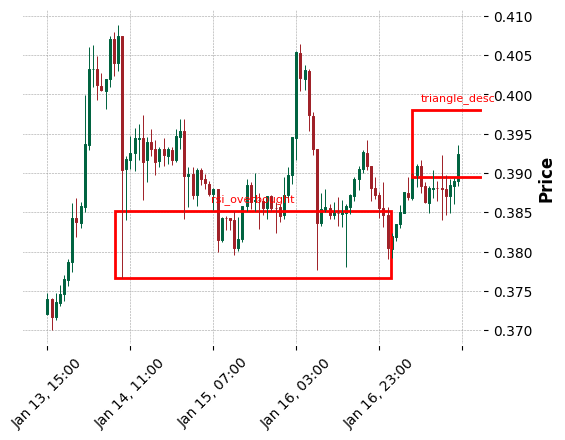 0.410
0.405
0.400
0.395
0.390
0.385
0.380
0.375
0.370
Price
triangle_desc
rsi_overbought
Jan 13, 15:00
Jan 14, 11:00
Jan 15, 07:00
Jan 16, 03:00
Jan 16, 23:00